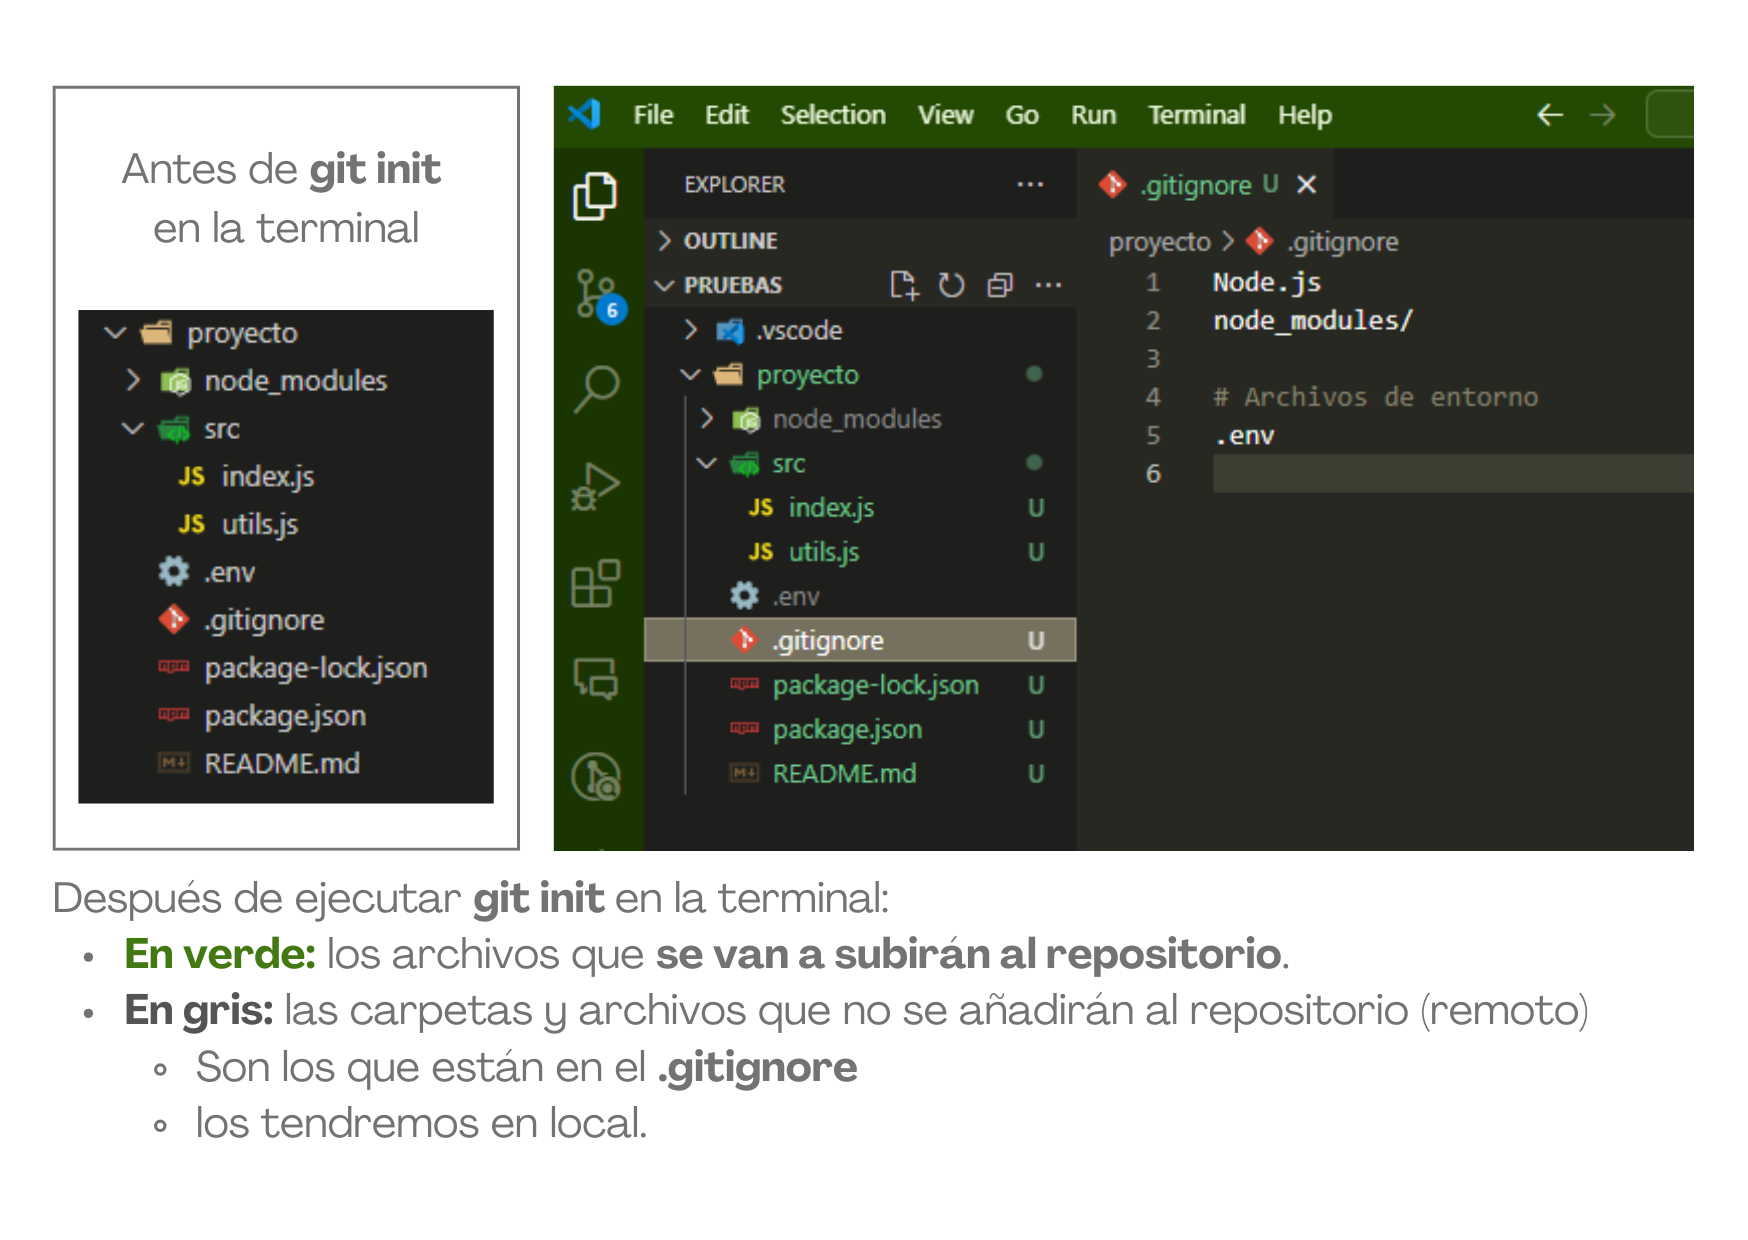 Antes de git init
en la terminal
proyecto
node_modules
src
JS index.js
JS utils.js
.env
.gitignore
package-lock.json
package.json
README.md
File Edit Selection View Go Run Terminal Help
EXPLORER
OUTLINE
PRUEBAS
.vscode
proyecto
node_modules
src
JS index.js U
JS utils.js U
.env
.gitignore U
package-lock.json U
package.json U
README.md U
6
.gitignore U
proyecto > .gitignore
1 Node.js
2 node_modules/
3
4 # Archivos de entorno
5 .env
6
Después de ejecutar git init en la terminal:
• En verde: los archivos que se van a subirán al repositorio.
• En gris: las carpetas y archivos que no se añadirán al repositorio (remoto)
◦ Son los que están en el .gitignore
◦ los tendremos en local.